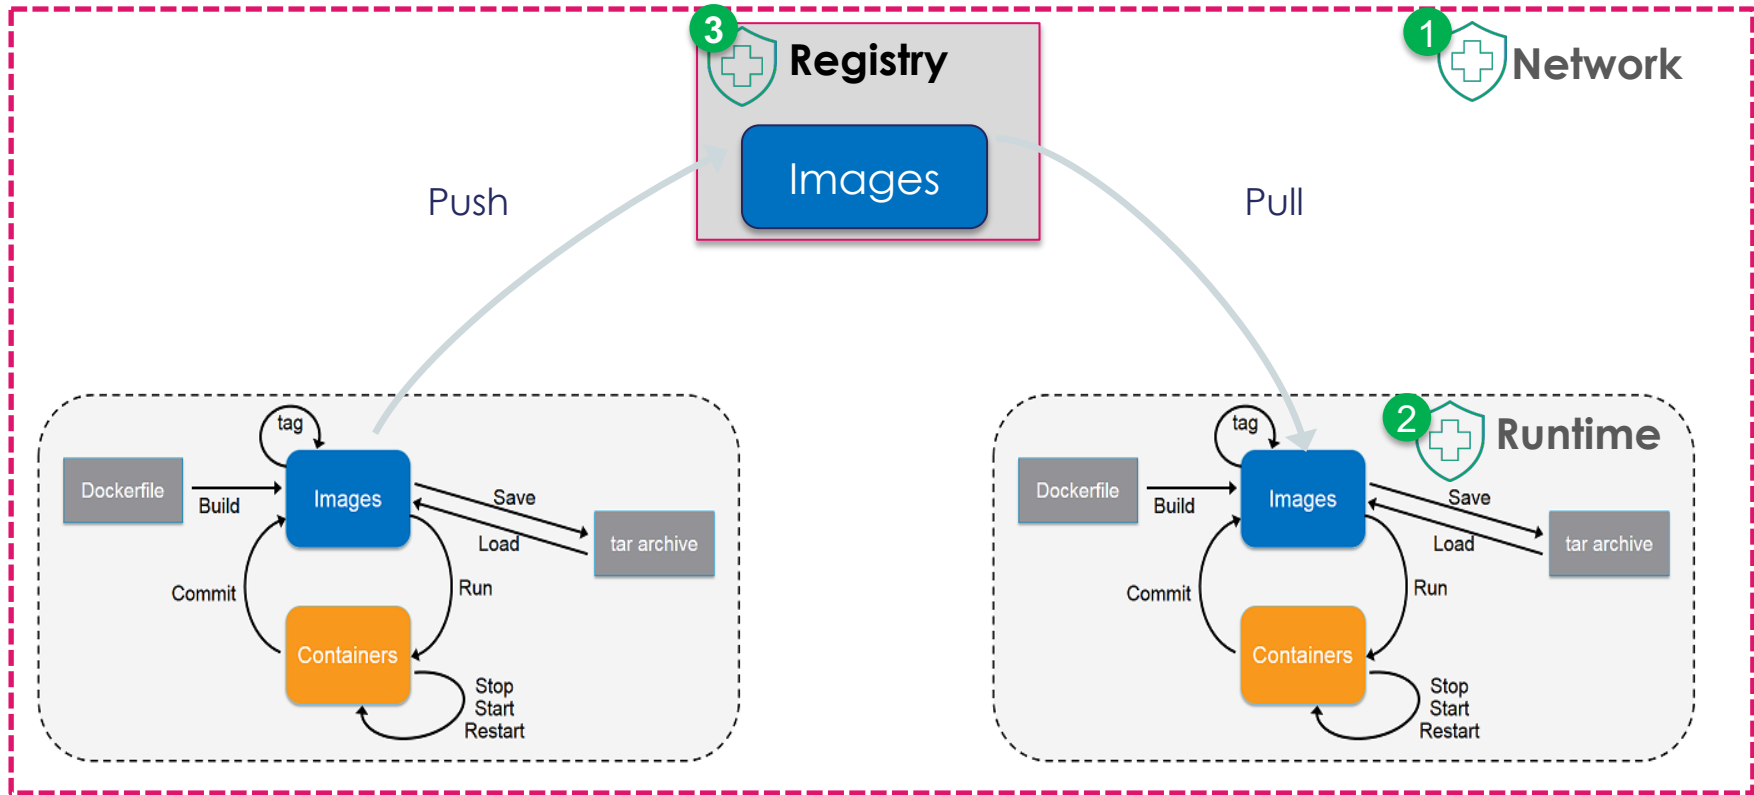 3
Registry
Images
1
Network
Push
Pull
tag
Dockerfile
Build
Images
Save
Load
tar archive
Commit
Run
Containers
Stop
Start
Restart
2
Runtime
tag
Dockerfile
Build
Images
Save
Load
tar archive
Commit
Run
Containers
Stop
Start
Restart